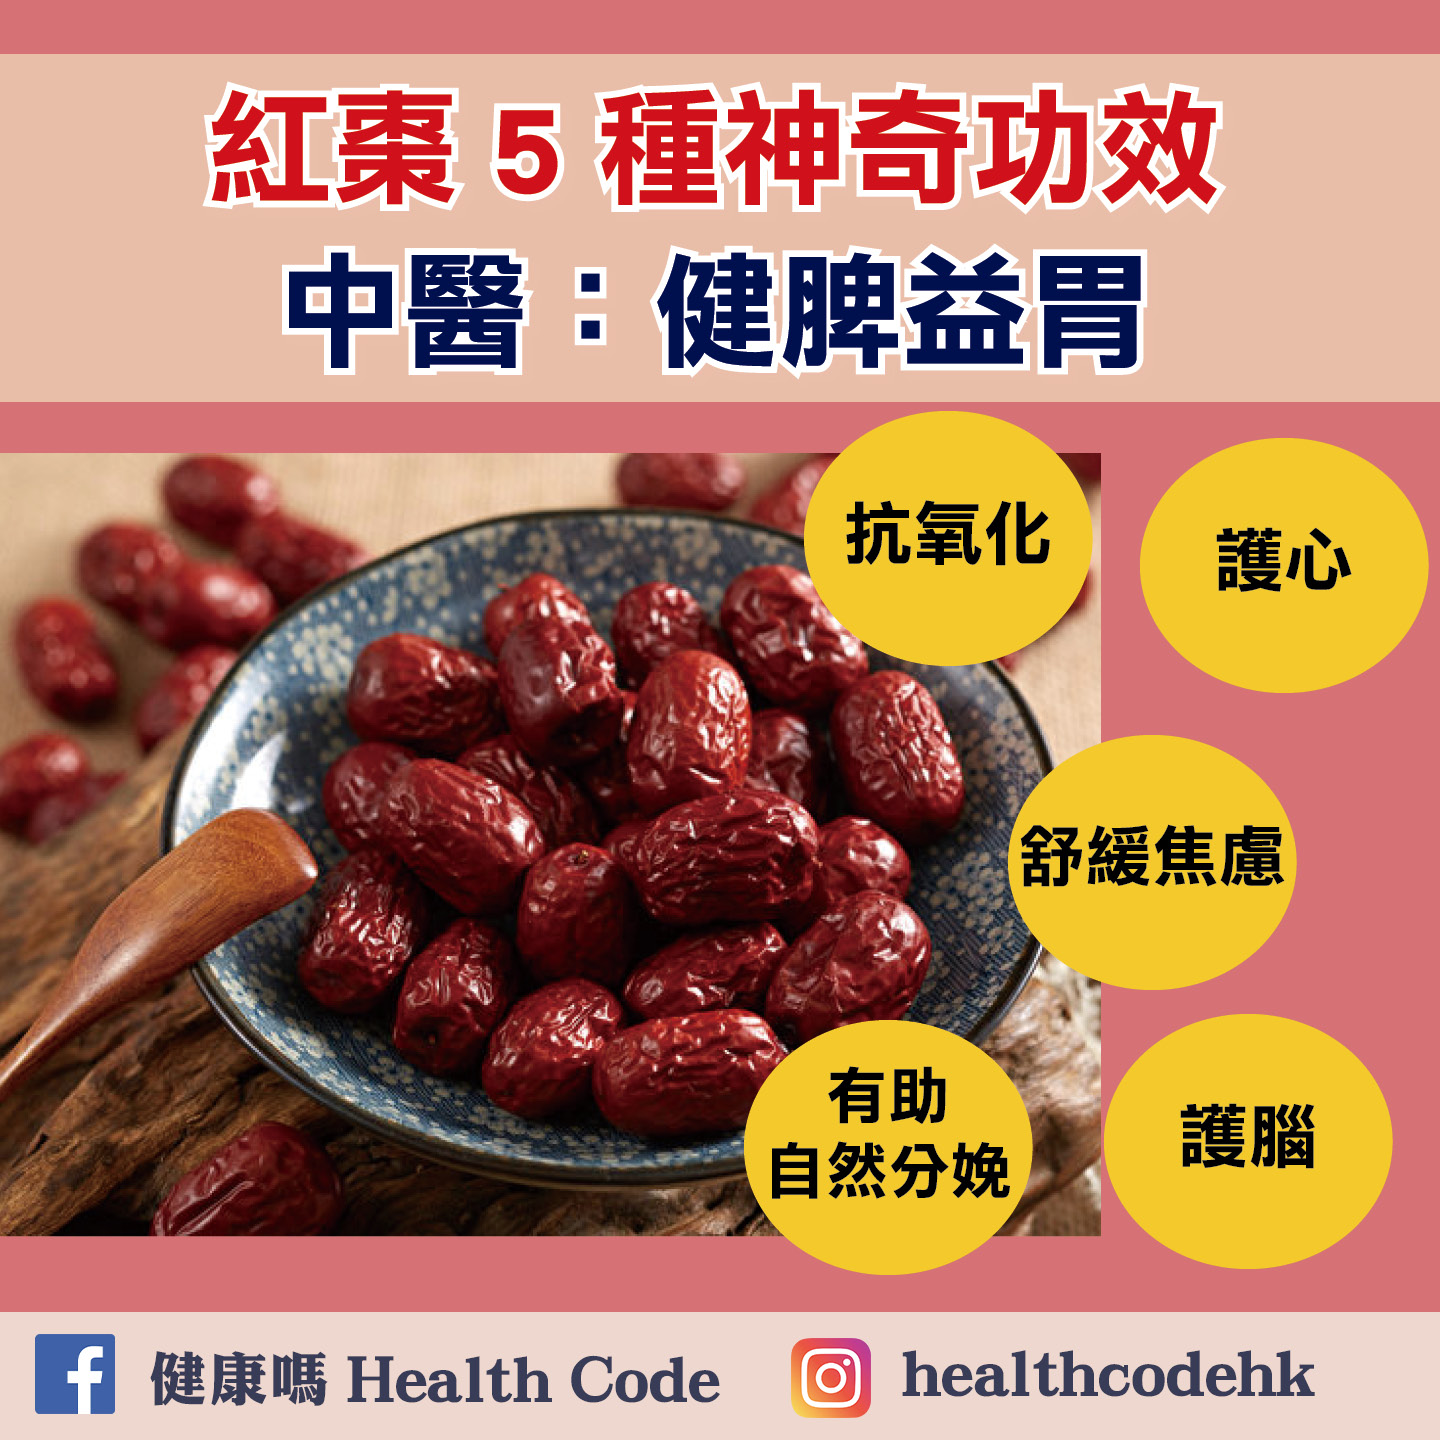 紅棗 5 種神奇功效
中醫：健脾益胃
抗氧化
護心
舒緩焦慮
有助
自然分娩
護腦
健康嗎 Health Code
healthcodehk